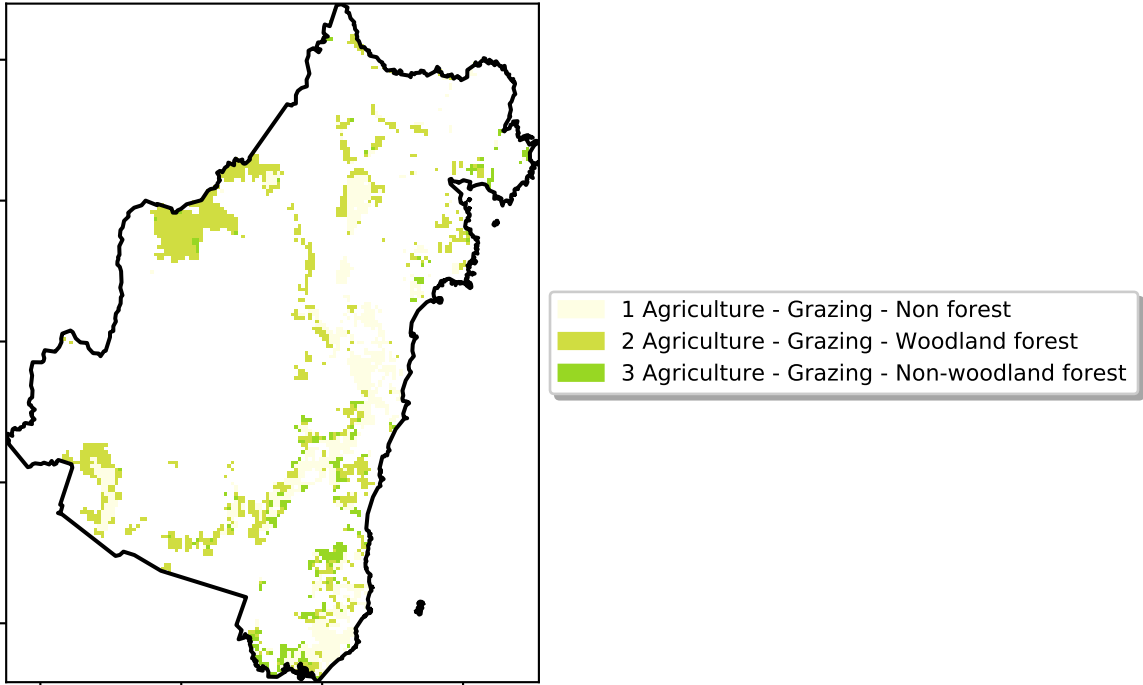 1 Agriculture - Grazing - Non forest
2 Agriculture - Grazing - Woodland forest
3 Agriculture - Grazing - Non-woodland forest